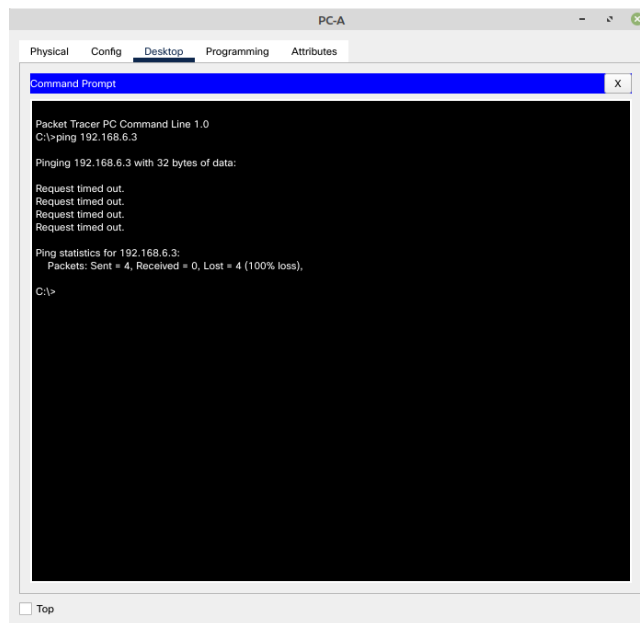 PC-A
Physical Config Desktop Programming Attributes
Command Prompt X
Packet Tracer PC Command Line 1.0
C:\>ping 192.168.6.3
Pinging 192.168.6.3 with 32 bytes of data:
Request timed out.
Request timed out.
Request timed out.
Request timed out.
Ping statistics for 192.168.6.3:
Packets: Sent = 4, Received = 0, Lost = 4 (100% loss),
C:\>
Top